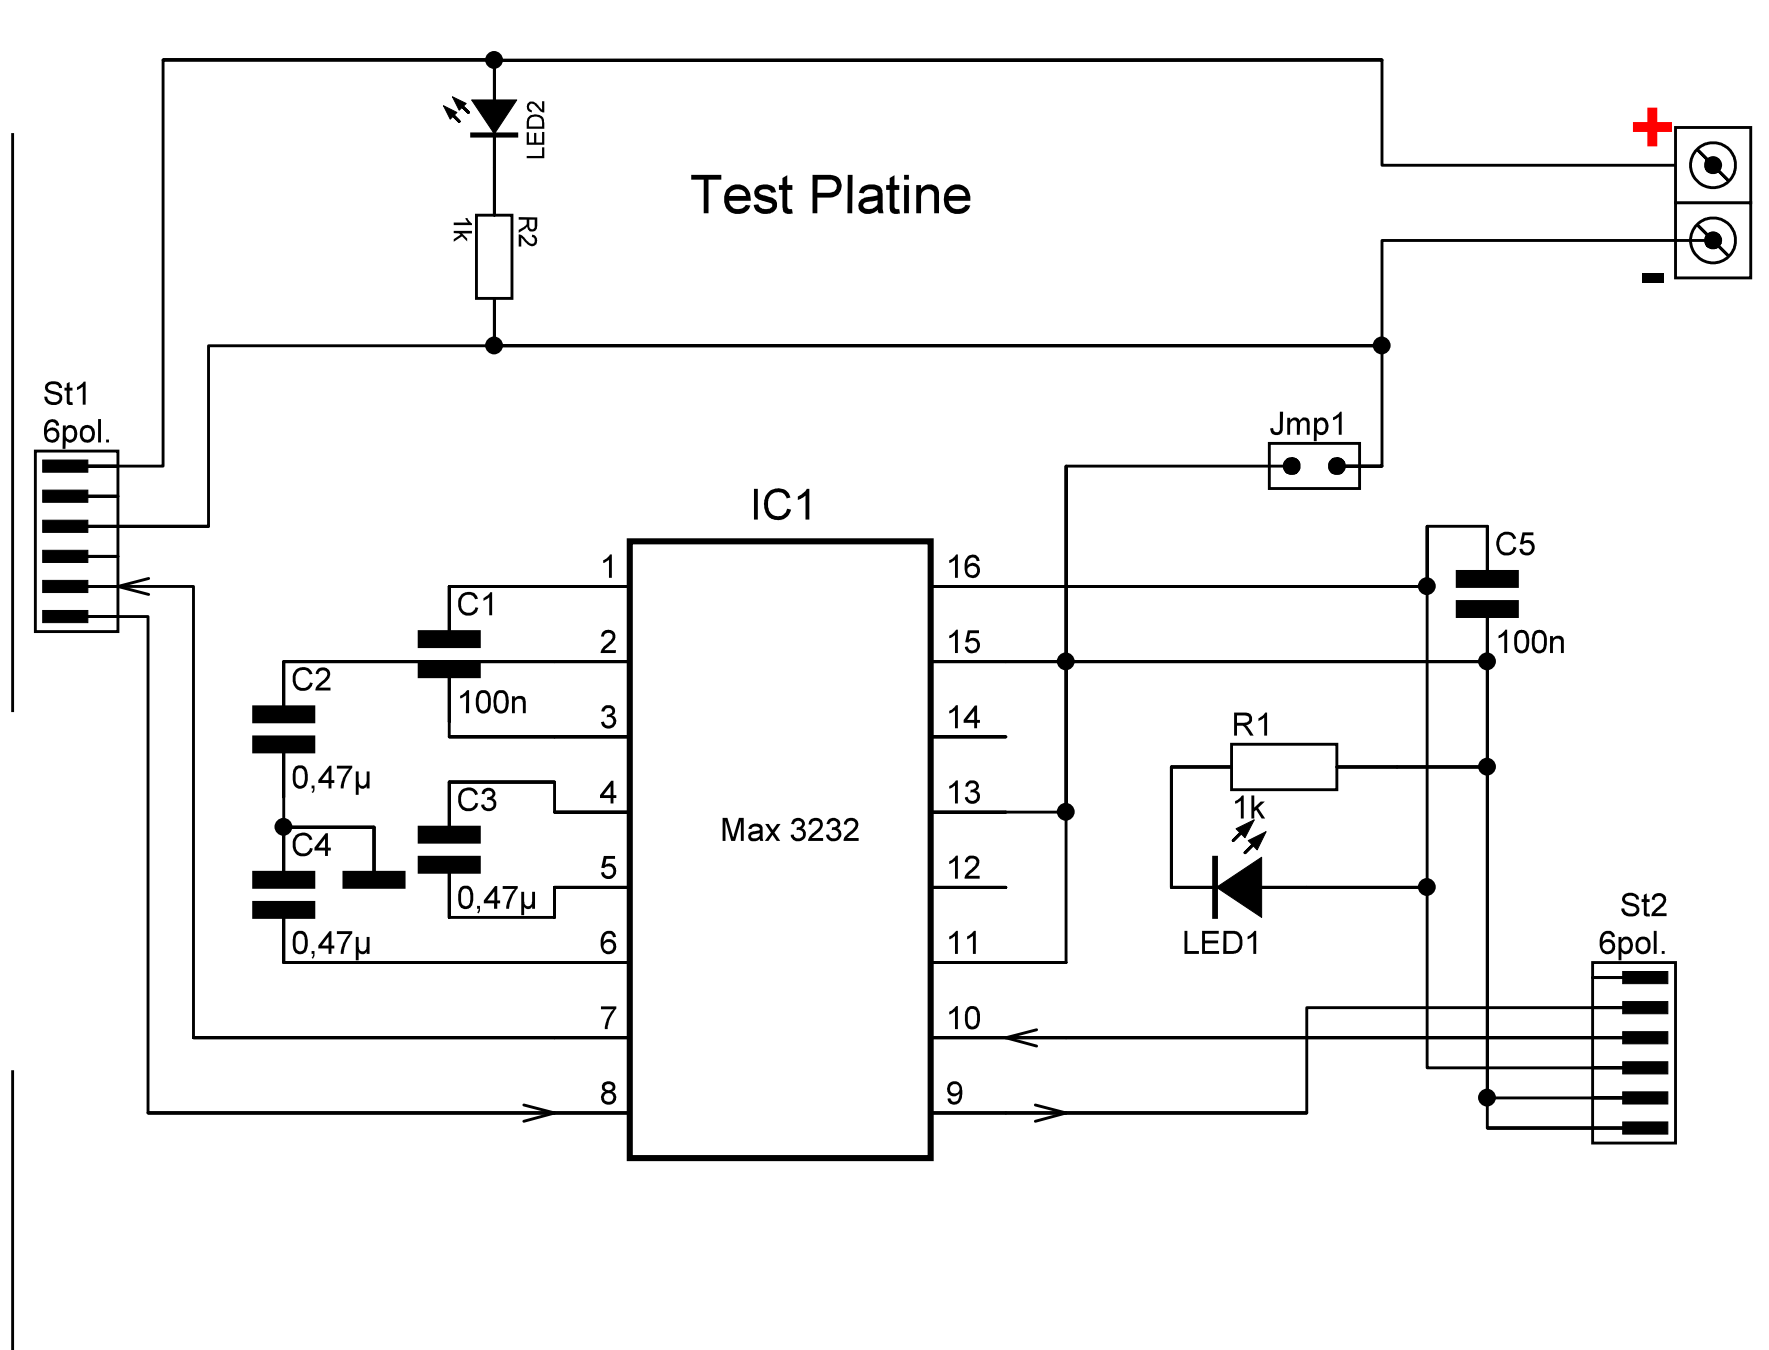 LED2
+
Test Platine
R2
1k
-
St1
6pol.
Jmp1
IC1
C5
100n
1
16
C1
2
15
C2
100n
3
14
R1
0,47µ
4
13
C3
1k
Max 3232
C4
5
12
0,47µ
St2
6pol.
0,47µ
6
11
LED1
7
10
8
9